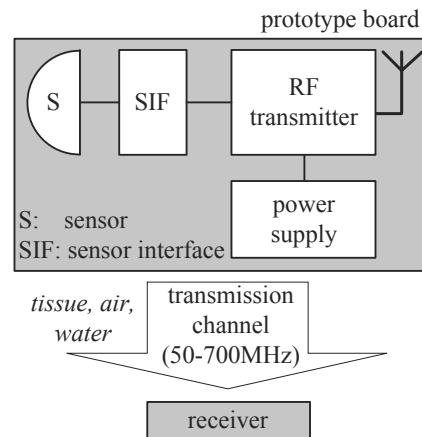 prototype board
S
SIF
RF
transmitter
power
supply
S: sensor
SIF: sensor interface
tissue, air,
water
transmission
channel
(50-700MHz)
receiver